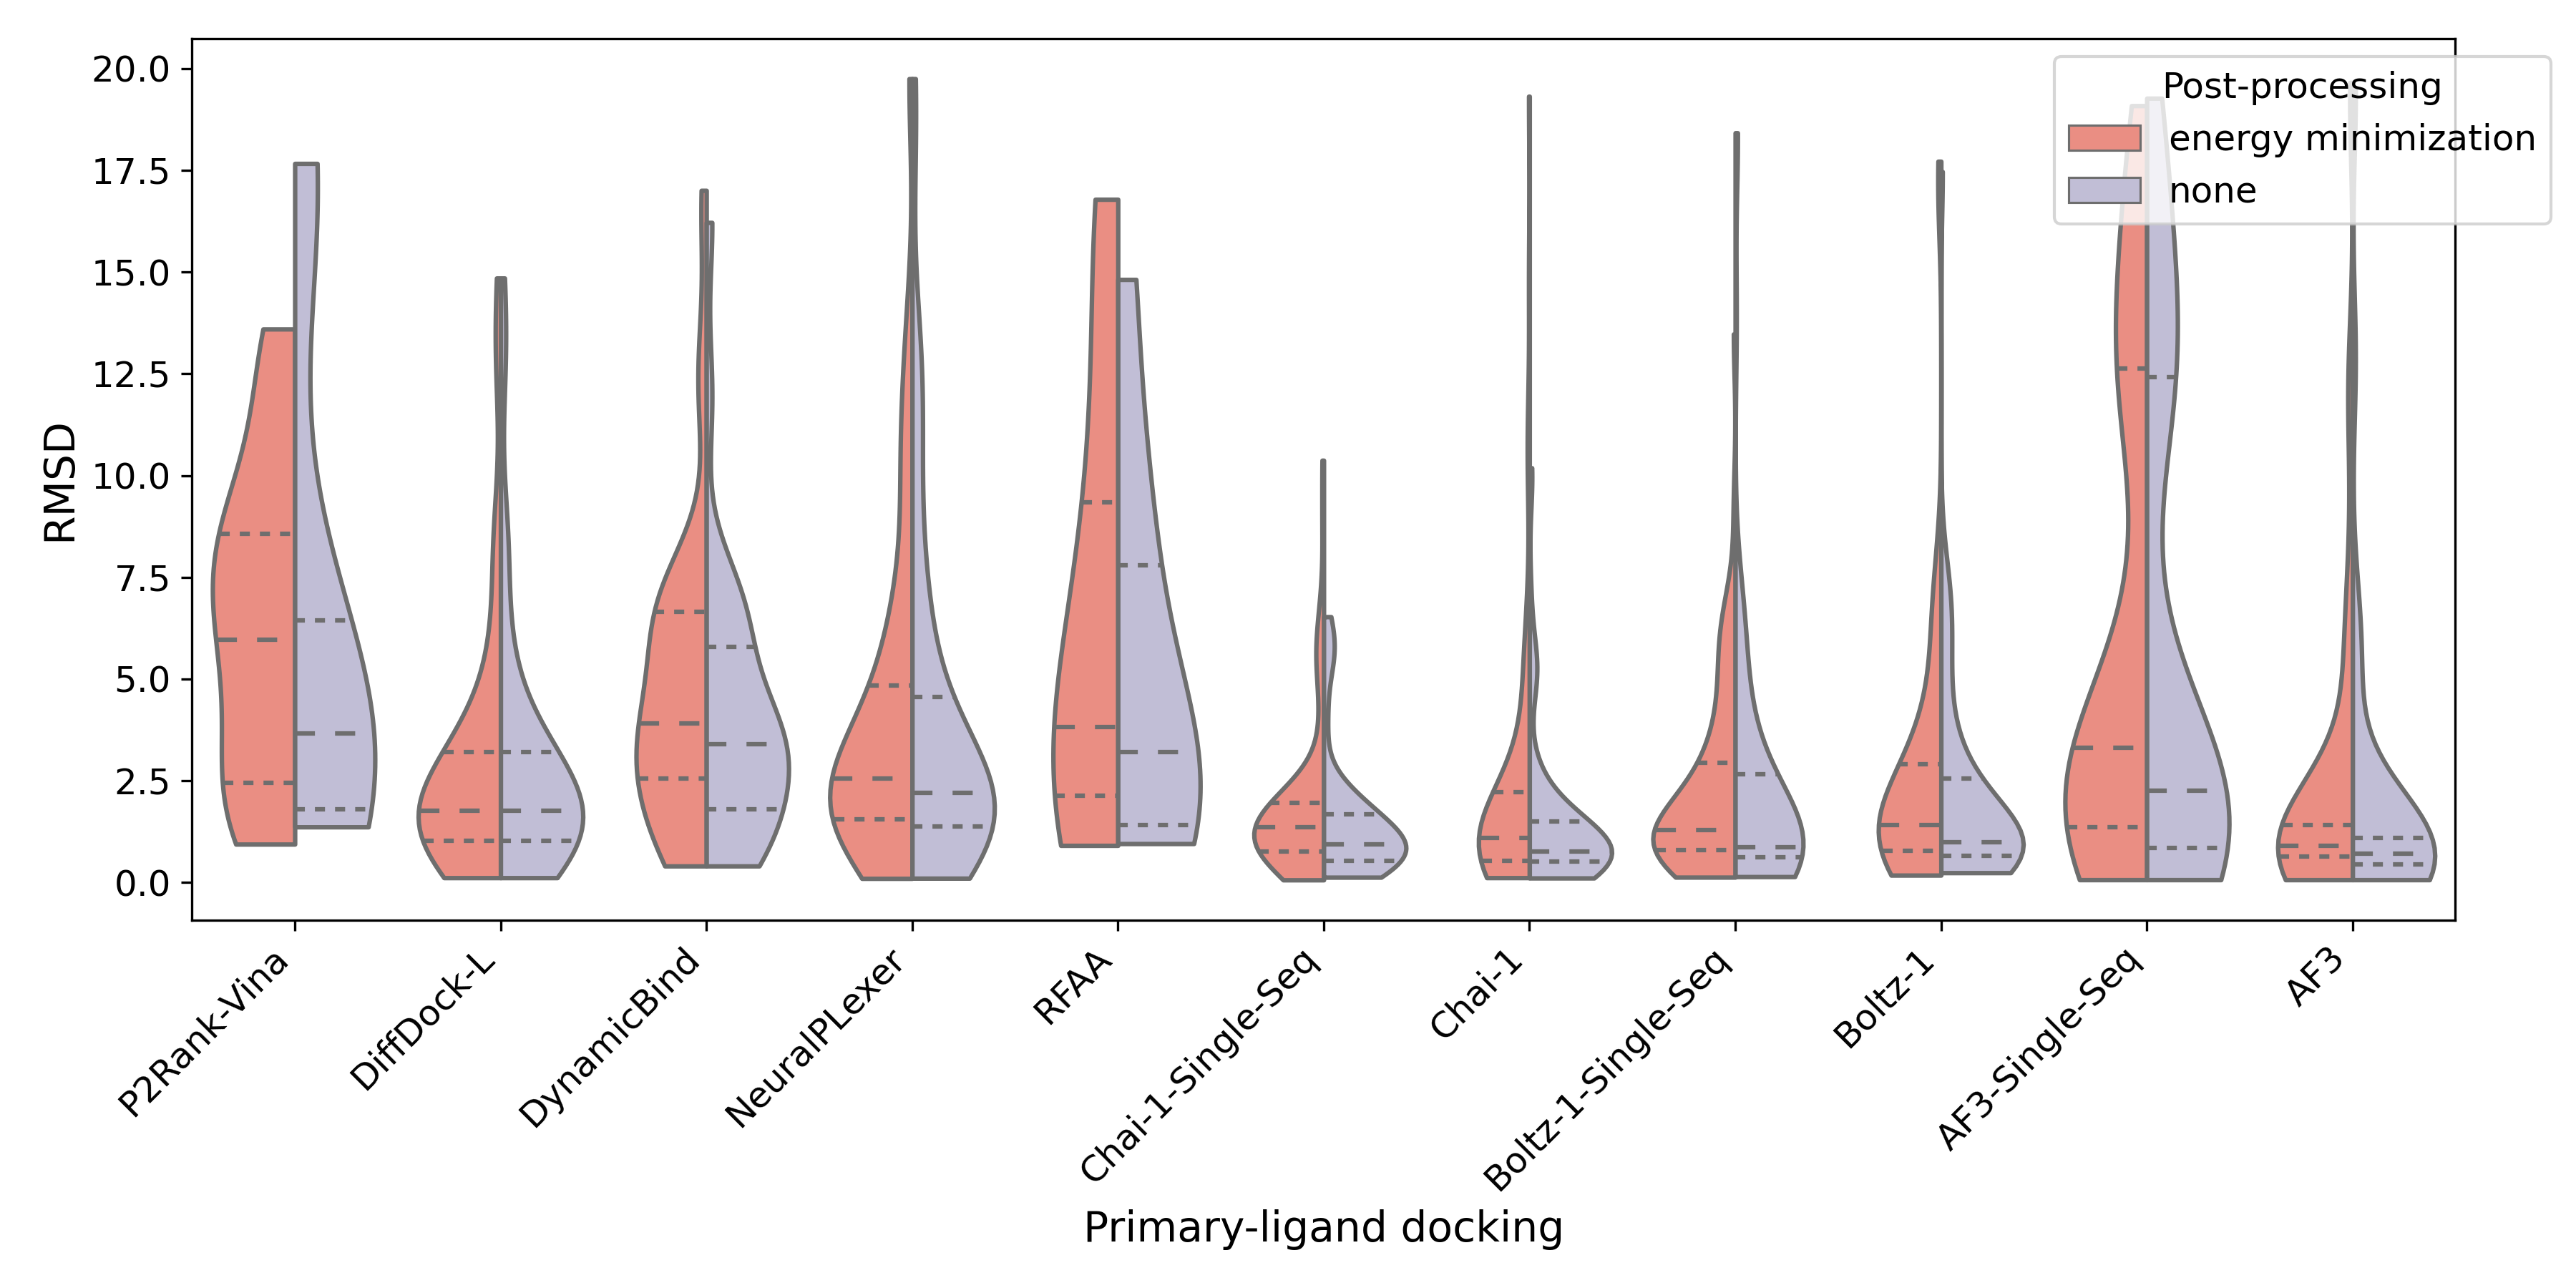 20.0
17.5
15.0
12.5
10.0
7.5
5.0
2.5
0.0
RMSD
Post-processing
energy minimization
none
P2Rank-Vina
DiffDock-L
DynamicBind
NeuralPLexer
RFAA
Chai-1-Single-Seq
Chai-1
Boltz-1-Single-Seq
Boltz-1
AF3-Single-Seq
AF3
Primary-ligand docking